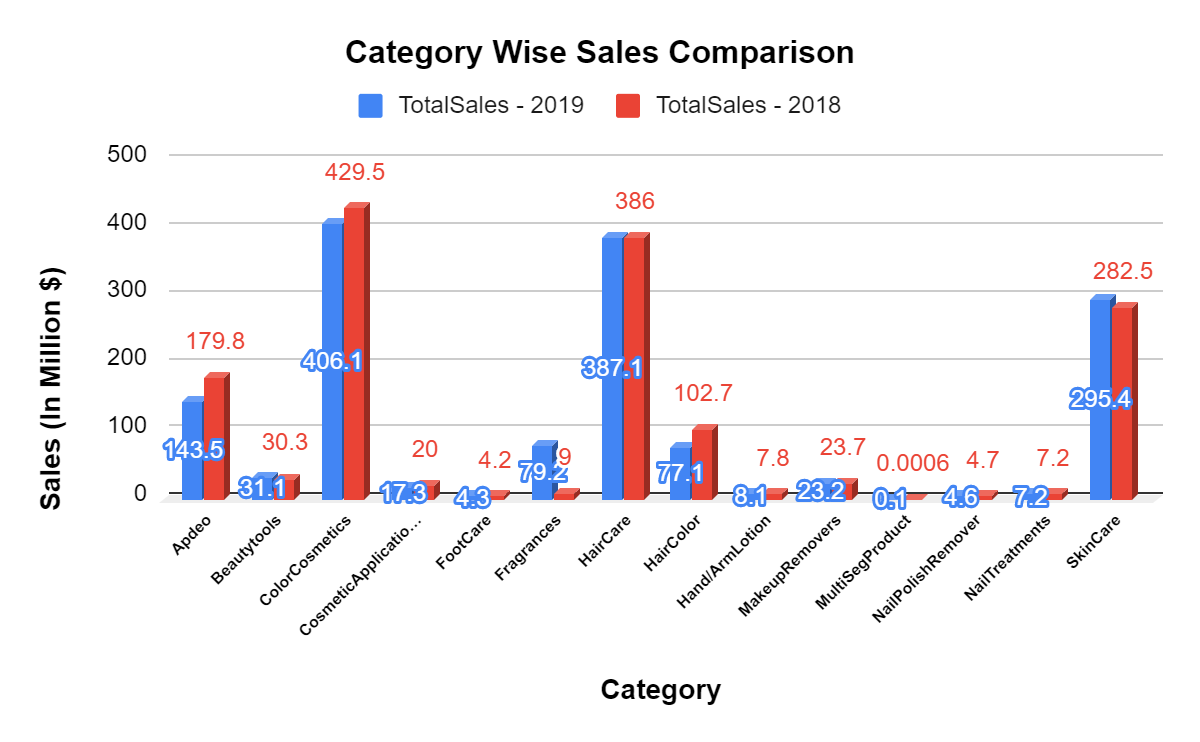 Category Wise Sales Comparison
TotalSales - 2019
TotalSales - 2018
Sales (In Million $)
500
400
300
200
100
0
179.8
30.3
429.5
20
4.2
386
102.7
7.8
23.7
0.0006
4.7
7.2
282.5
143.5
31.1
406.1
17.3
4.3
79.2
387.1
77.1
8.1
23.2
0.1
4.6
7.2
295.4
Apdeo
Beautytools
ColorCosmetics
CosmeticApplicatio…
FootCare
Fragrances
HairCare
HairColor
Hand/ArmLotion
MakeupRemovers
MultiSegProduct
NailPolishRemover
NailTreatments
SkinCare
Category